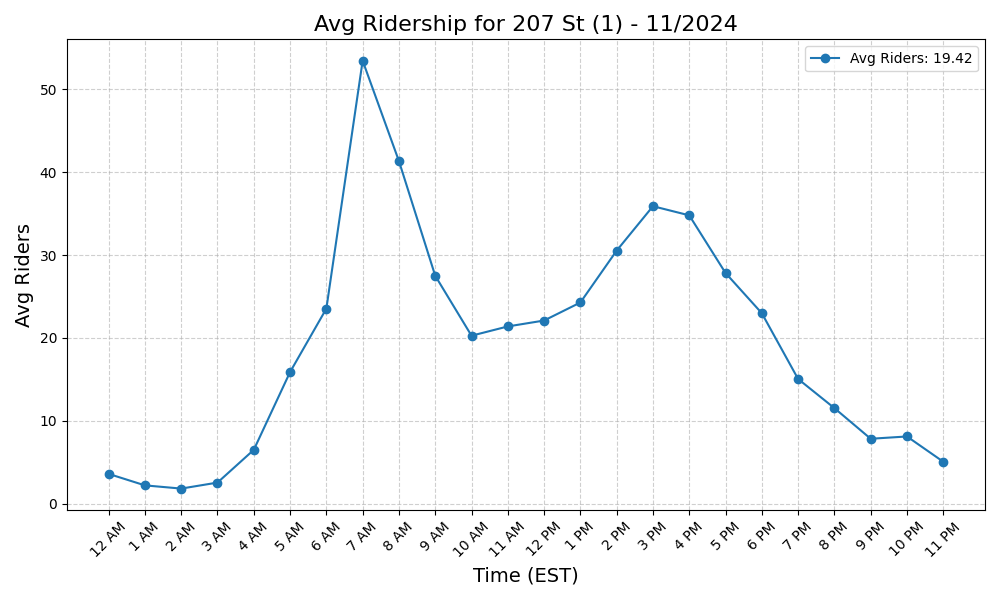 Avg Ridership for 207 St (1) - 11/2024
Avg Riders: 19.42
Avg Riders
50
40
30
20
10
0
12 AM
1 AM
2 AM
3 AM
4 AM
5 AM
6 AM
7 AM
8 AM
9 AM
10 AM
11 AM
12 PM
1 PM
2 PM
3 PM
4 PM
5 PM
6 PM
7 PM
8 PM
9 PM
10 PM
11 PM
Time (EST)